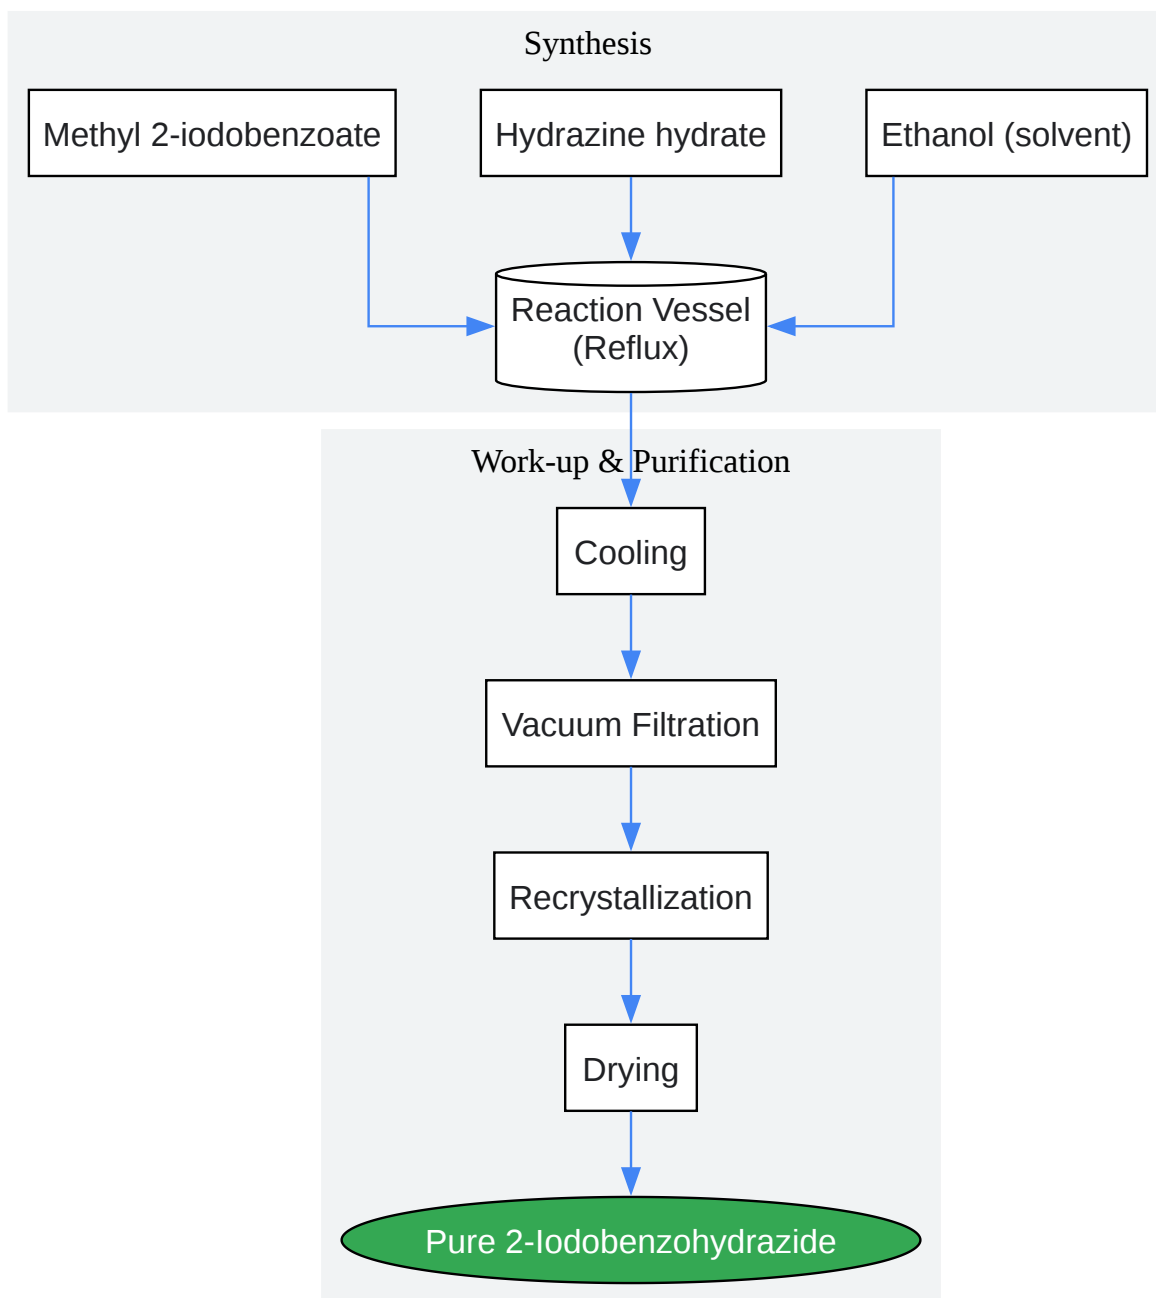 Synthesis
Methyl 2-iodobenzoate
Hydrazine hydrate
Ethanol (solvent)
Reaction Vessel
(Reflux)
Work-up & Purification
Cooling
Vacuum Filtration
Recrystallization
Drying
Pure 2-Iodobenzohydrazide